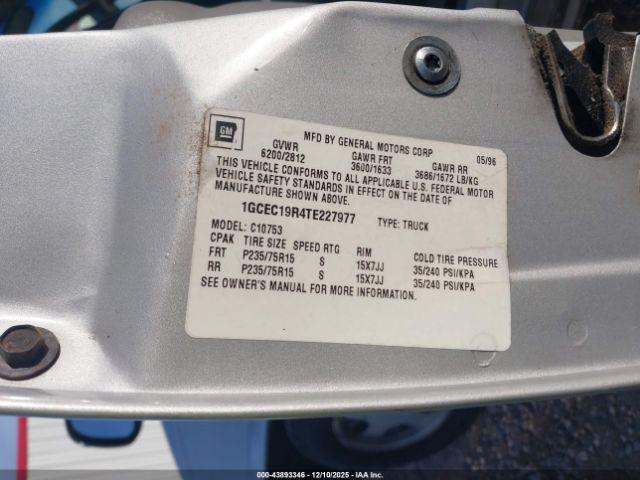 GM
MFD BY GENERAL MOTORS CORP 05/96
GVWR GAWR FRT GAWR RR
6200/2812 3600/1633 3686/1672 LB/KG
THIS VEHICLE CONFORMS TO ALL APPLICABLE U.S. FEDERAL MOTOR
VEHICLE SAFETY STANDARDS IN EFFECT ON THE DATE OF
MANUFACTURE SHOWN ABOVE.
1GCEC19R4TE227977 TYPE: TRUCK
MODEL: C10753
CPAK TIRE SIZE SPEED RTG RIM COLD TIRE PRESSURE
FRT P235/75R15 S 15X7JJ 35/240 PSI/KPA
RR P235/75R15 S 15X7JJ 35/240 PSI/KPA
SEE OWNER'S MANUAL FOR MORE INFORMATION.
000-43893346 - 12/10/2025 - IAA Inc.